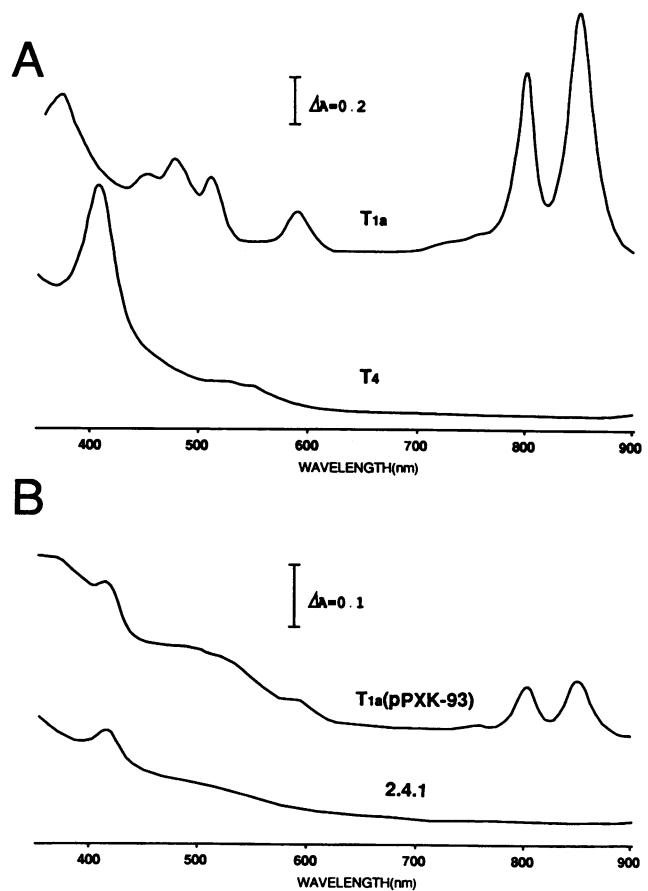 A
ΔA=0.2
T1a
T4
400 500 600 700 800 900
WAVELENGTH(nm)
B
ΔA=0.1
T1a(pPXK-93)
2.4.1
400 500 600 700 800 900
WAVELENGTH(nm)